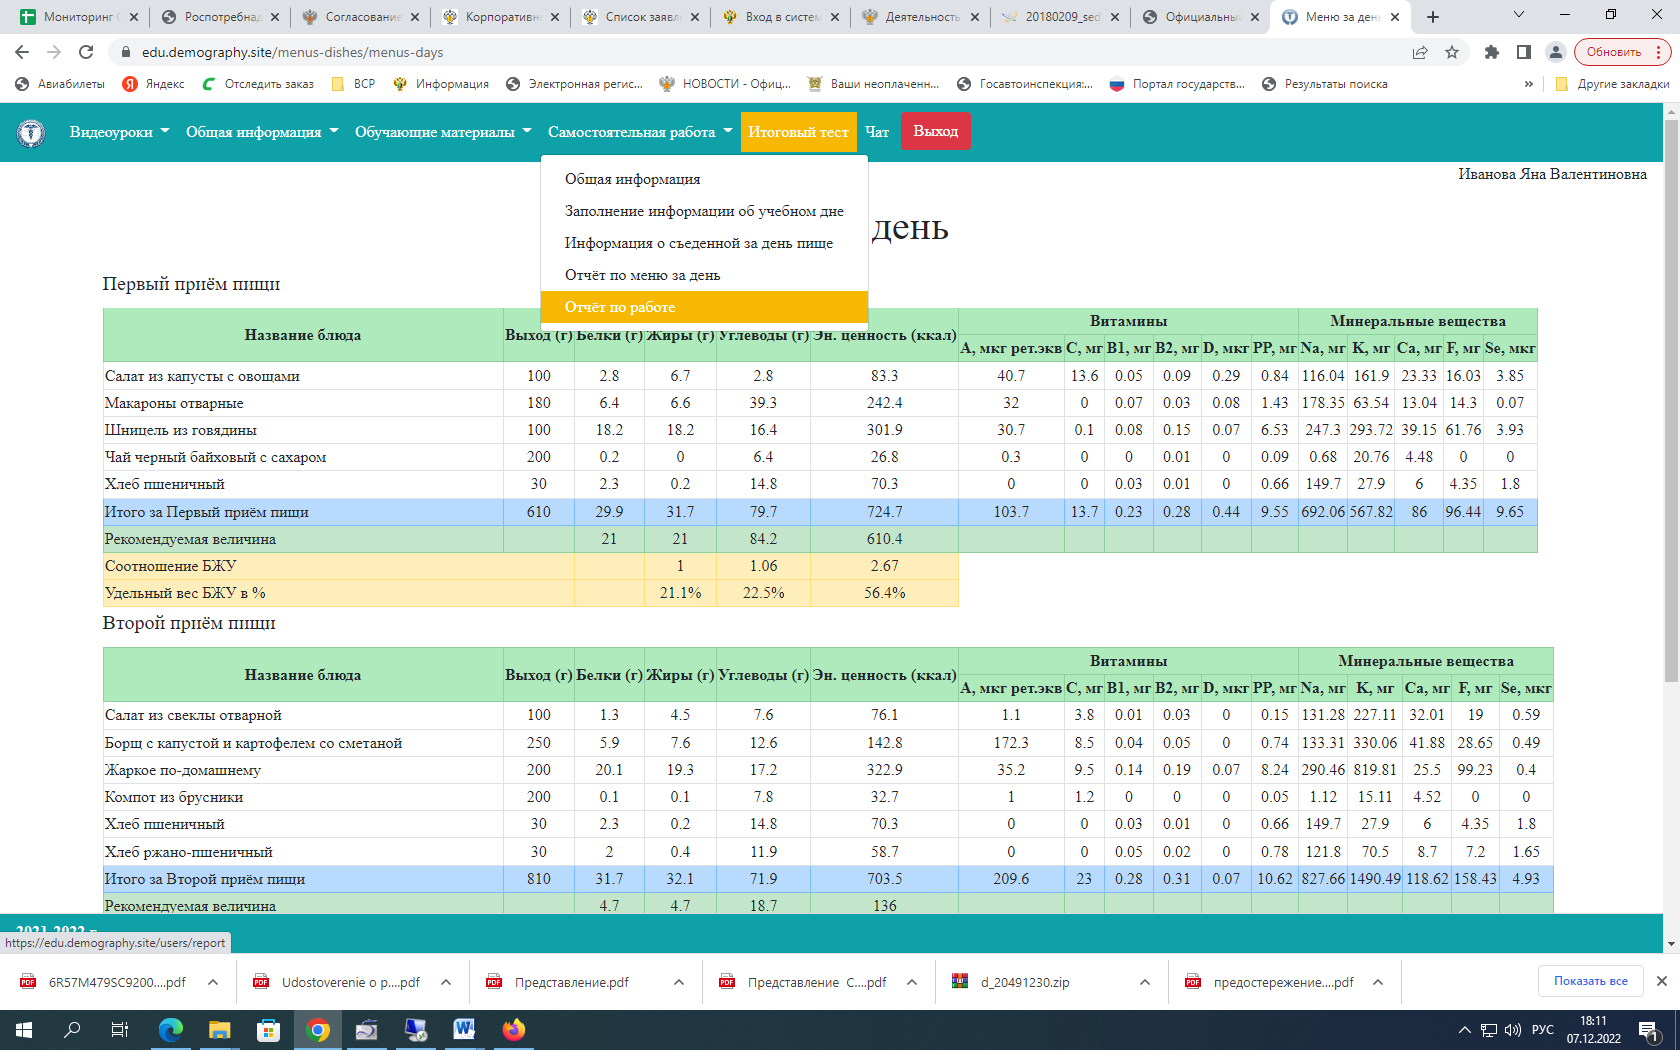 Мониторинг С
Роспотребнад
Согласование
Корпоративн
Список заявл
Вход в систем
Деятельность
20180209_sed
Официальный
Меню за день
edu.demography.site/menus-dishes/menus-days
Обновить
Авиабилеты
Яндекс
Отследить заказ
ВСР
Информация
Электронная регис...
НОВОСТИ - Офиц...
Ваши неоплаченн...
Госавтоинспекция:...
Портал государств...
Результаты поиска
»
Другие закладки
Видеоуроки Общая информация Обучающие материалы Самостоятельная работа Итоговый тест Чат Выход
Иванова Яна Валентиновна
Общая информация
Заполнение информации об учебном дне
Информация о съеденной за день пище
Отчёт по меню за день
Отчёт по работе
день
Первый приём пищи
Название блюда Выход (г) Белки (г) Жиры (г) Углеводы (г) Эн. ценность (ккал) Витамины Минеральные вещества
А, мкг рет.экв С, мг В1, мг В2, мг D, мкг РР, мг Na, мг K, мг Ca, мг F, мг Se, мкг
Салат из капусты с овощами 100 2.8 6.7 2.8 83.3 40.7 13.6 0.05 0.09 0.29 0.84 116.04 161.9 23.33 16.03 3.85
Макароны отварные 180 6.4 6.6 39.3 242.4 32 0 0.07 0.03 0.08 1.43 178.35 63.54 13.04 14.3 0.07
Шницель из говядины 100 18.2 18.2 16.4 301.9 30.7 0.1 0.08 0.15 0.07 6.53 247.3 293.72 39.15 61.76 3.93
Чай черный байховый с сахаром 200 0.2 0 6.4 26.8 0.3 0 0 0.01 0 0.09 0.68 20.76 4.48 0 0
Хлеб пшеничный 30 2.3 0.2 14.8 70.3 0 0 0.03 0.01 0 0.66 149.7 27.9 6 4.35 1.8
Итого за Первый приём пищи 610 29.9 31.7 79.7 724.7 103.7 13.7 0.23 0.28 0.44 9.55 692.06 567.82 86 96.44 9.65
Рекомендуемая величина 21 21 84.2 610.4
Соотношение БЖУ 1 1.06 2.67
Удельный вес БЖУ в % 21.1% 22.5% 56.4%
Второй приём пищи
Название блюда Выход (г) Белки (г) Жиры (г) Углеводы (г) Эн. ценность (ккал) Витамины Минеральные вещества
А, мкг рет.экв С, мг В1, мг В2, мг D, мкг РР, мг Na, мг K, мг Ca, мг F, мг Se, мкг
Салат из свеклы отварной 100 1.3 4.5 7.6 76.1 1.1 3.8 0.01 0.03 0 0.15 131.28 227.11 32.01 19 0.59
Борщ с капустой и картофелем со сметаной 250 5.9 7.6 12.6 142.8 172.3 8.5 0.04 0.05 0 0.74 133.31 330.06 41.88 28.65 0.49
Жаркое по-домашнему 200 20.1 19.3 17.2 322.9 35.2 9.5 0.14 0.19 0.07 8.24 290.46 819.81 25.5 99.23 0.4
Компот из брусники 200 0.1 0.1 7.8 32.7 1 1.2 0 0 0 0.05 1.12 15.11 4.52 0 0
Хлеб пшеничный 30 2.3 0.2 14.8 70.3 0 0 0.03 0.01 0 0.66 149.7 27.9 6 4.35 1.8
Хлеб ржано-пшеничный 30 2 0.4 11.9 58.7 0 0 0.05 0.02 0 0.78 121.8 70.5 8.7 7.2 1.65
Итого за Второй приём пищи 810 31.7 32.1 71.9 703.5 209.6 23 0.28 0.31 0.07 10.62 827.66 1490.49 118.62 158.43 4.93
Рекомендуемая величина 4.7 4.7 18.7 136
2021-2022 г.
https://edu.demography.site/users/report
6R57M479SC9200....pdf
Udostoverenie o p....pdf
Представление.pdf
Представление С....pdf
d_20491230.zip
предостережение....pdf
Показать все
РУС
18:11
07.12.2022
1